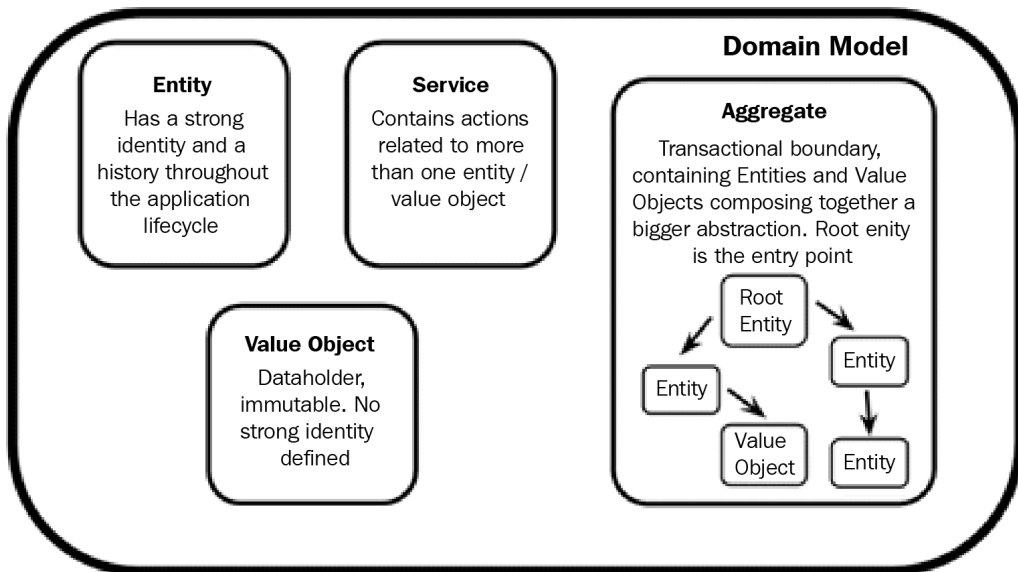 Domain Model
Entity
Has a strong
identity and a
history throughout
the application
lifecycle
Service
Contains actions
related to more
than one entity /
value object
Value Object
Dataholder,
immutable. No
strong identity
defined
Aggregate
Transactional boundary,
containing Entities and Value
Objects composing together a
bigger abstraction. Root enity
is the entry point
Root
Entity
Entity
Entity
Value
Object
Entity